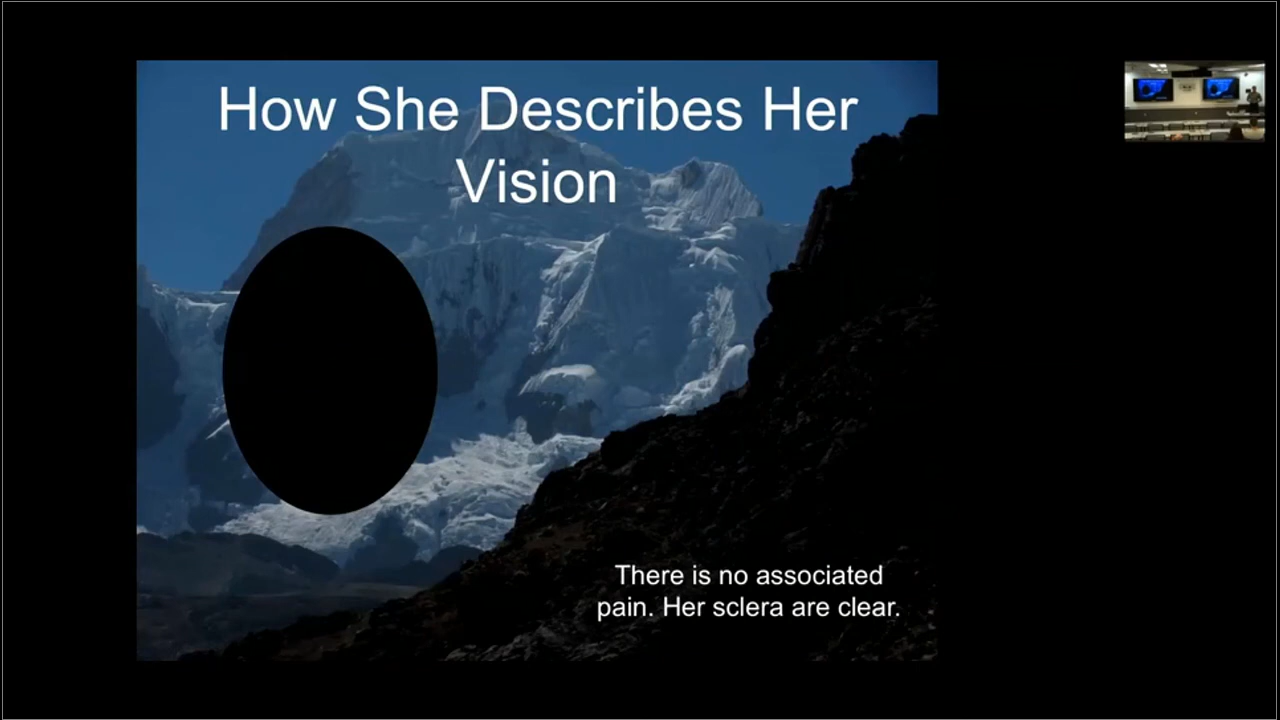 How She Describes Her
Vision
There is no associated
pain. Her sclera are clear.